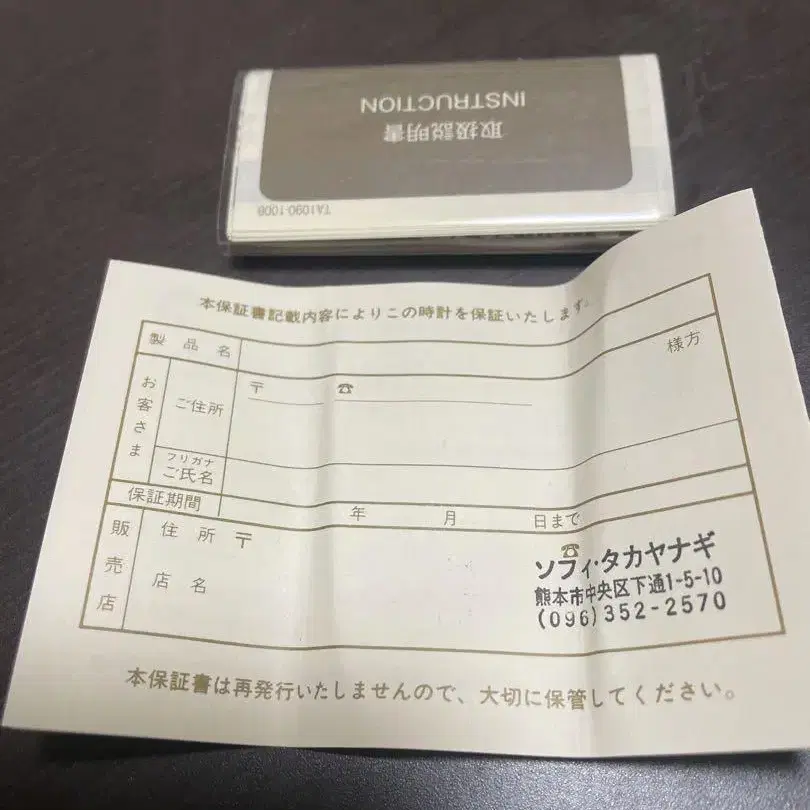 取扱説明書
INSTRUCTION
TA1090-1006
本保証書記載内容によりこの時計を保証いたします。
製品名
様方
お客さま
ご住所
〒 ☎
フリガナ
ご氏名
保証期間
年 月 日まで
販売店
住所 〒
☎
店名
ソフィ・タカヤナギ
熊本市中央区下通1-5-10
(096)352-2570
本保証書は再発行いたしませんので、大切に保管してください。